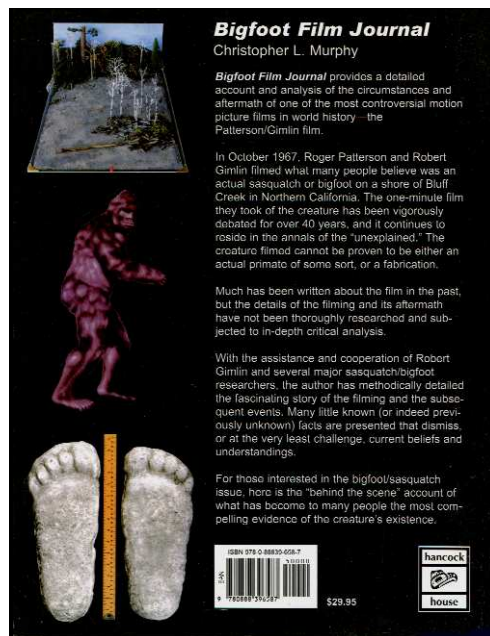 Bigfoot Film Journal
Christopher L. Murphy
Bigfoot Film Journal provides a detailed
account and analysis of the circumstances and
aftermath of one of the most controversial motion
picture films in world history—the
Patterson/Gimlin film.
In October 1967, Roger Patterson and Robert
Gimlin filmed what many people believe was an
actual sasquatch or bigfoot on a shore of Bluff
Creek in Northern California. The one-minute film
they took of the creature has been vigorously
debated for over 40 years, and it continues to
reside in the annals of the “unexplained.” The
creature filmed cannot be proven to be either an
actual primate of some sort, or a fabrication.
Much has been written about the film in the past,
but the details of the filming and its aftermath
have not been thoroughly researched and sub-
jected to in-depth critical analysis.
With the assistance and cooperation of Robert
Gimlin and several major sasquatch/bigfoot
researchers, the author has methodically detailed
the fascinating story of the filming and the subse-
quent events. Many little known (or indeed previ-
ously unknown) facts are presented that dismiss,
or at the very least challenge, current beliefs and
understandings.
For those interested in the bigfoot/sasquatch
issue, here is the “behind the scene” account of
what has become to many people the most com-
pelling evidence of the creature's existence.
ISBN 978-0-88839-658-7
EAN
9 780888 396587
$29.95
hancock
house